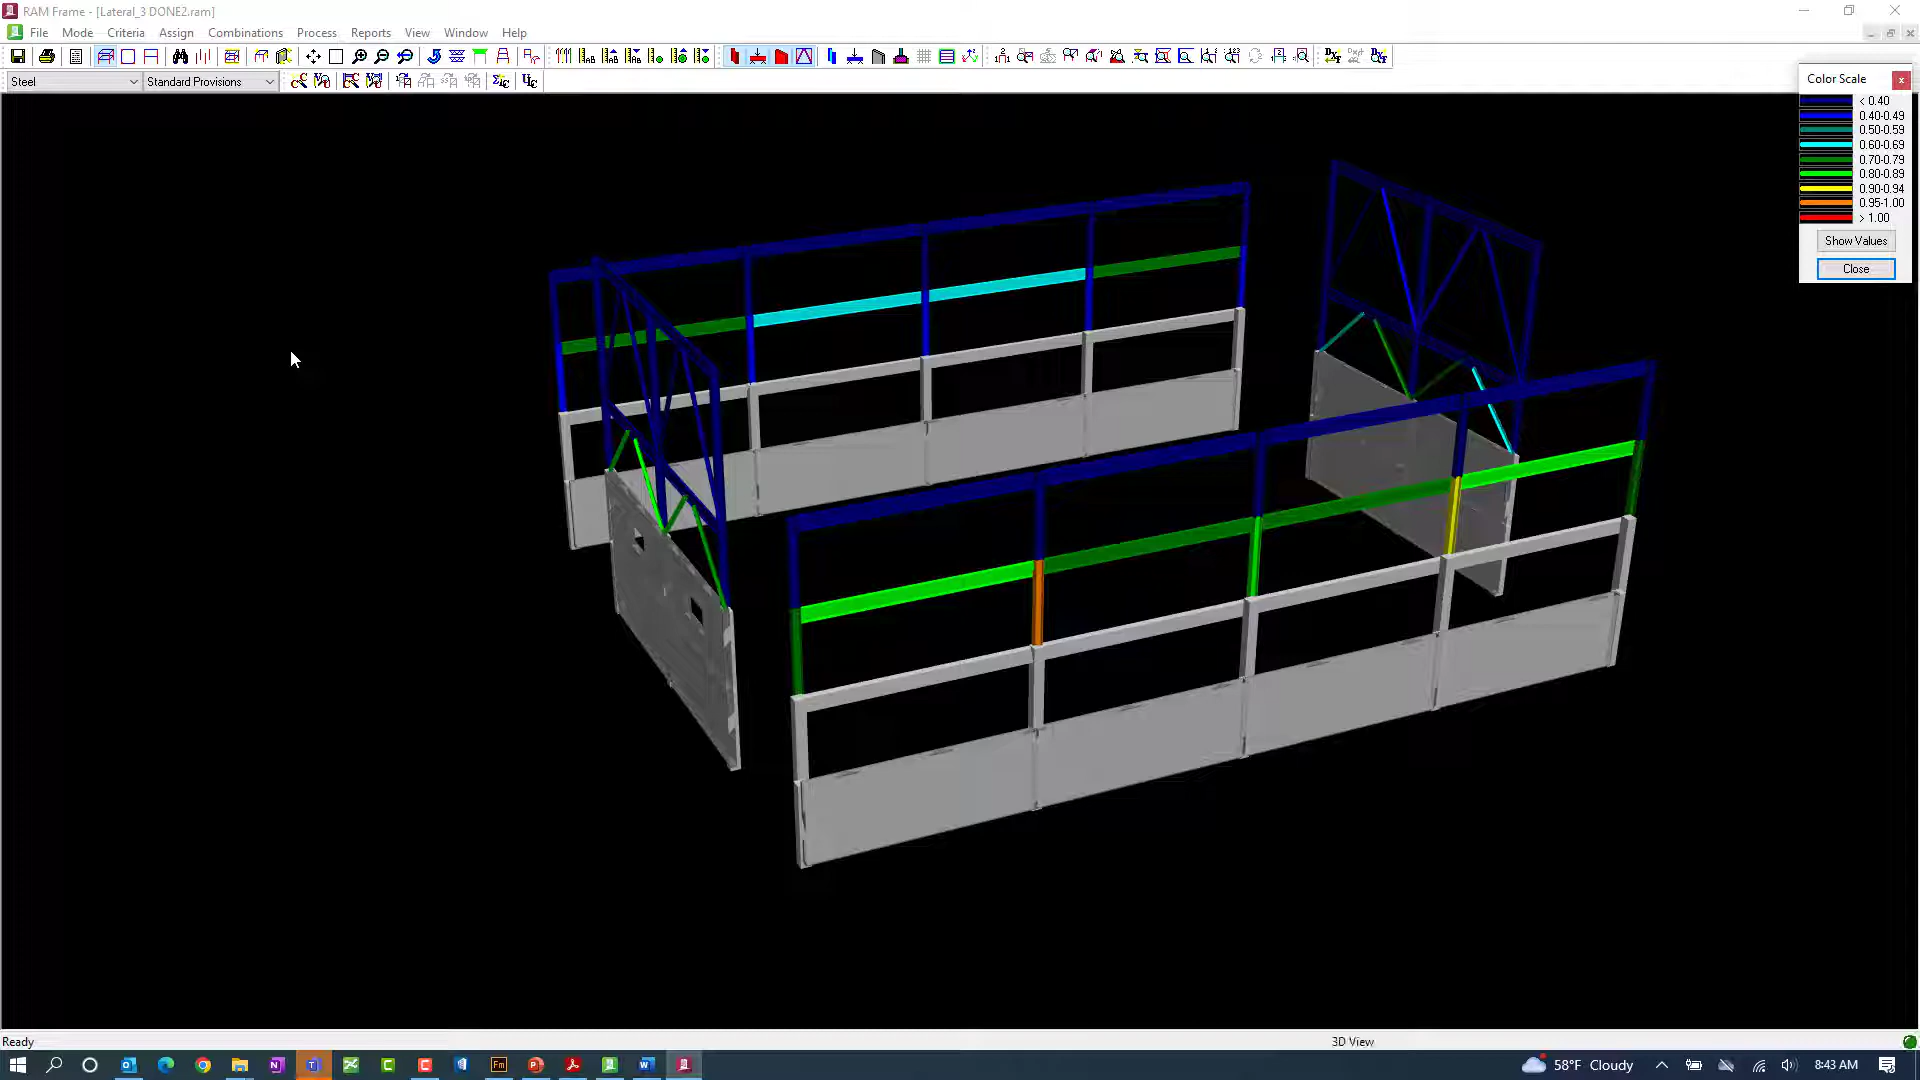 RAM Frame - [Lateral_3 DONE2.ram]
File Mode Criteria Assign Combinations Process Reports View Window Help
Steel Standard Provisions
Color Scale
< 0.40
0.40-0.49
0.50-0.59
0.60-0.69
0.70-0.79
0.80-0.89
0.90-0.94
0.95-1.00
> 1.00
Show Values
Close
Ready 3D View
58°F Cloudy 8:43 AM